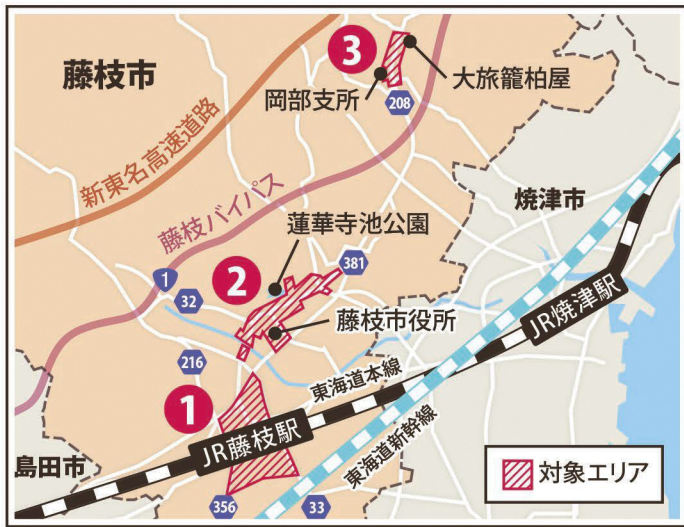 3
藤枝市
岡部支所
大旅籠柏屋
208
新東名高速道路
藤枝バイパス
焼津市
蓮華寺池公園
381
1
2
32
藤枝市役所
JR焼津駅
216
東海道本線
1
JR藤枝駅
東海道新幹線
島田市
対象エリア
356
33